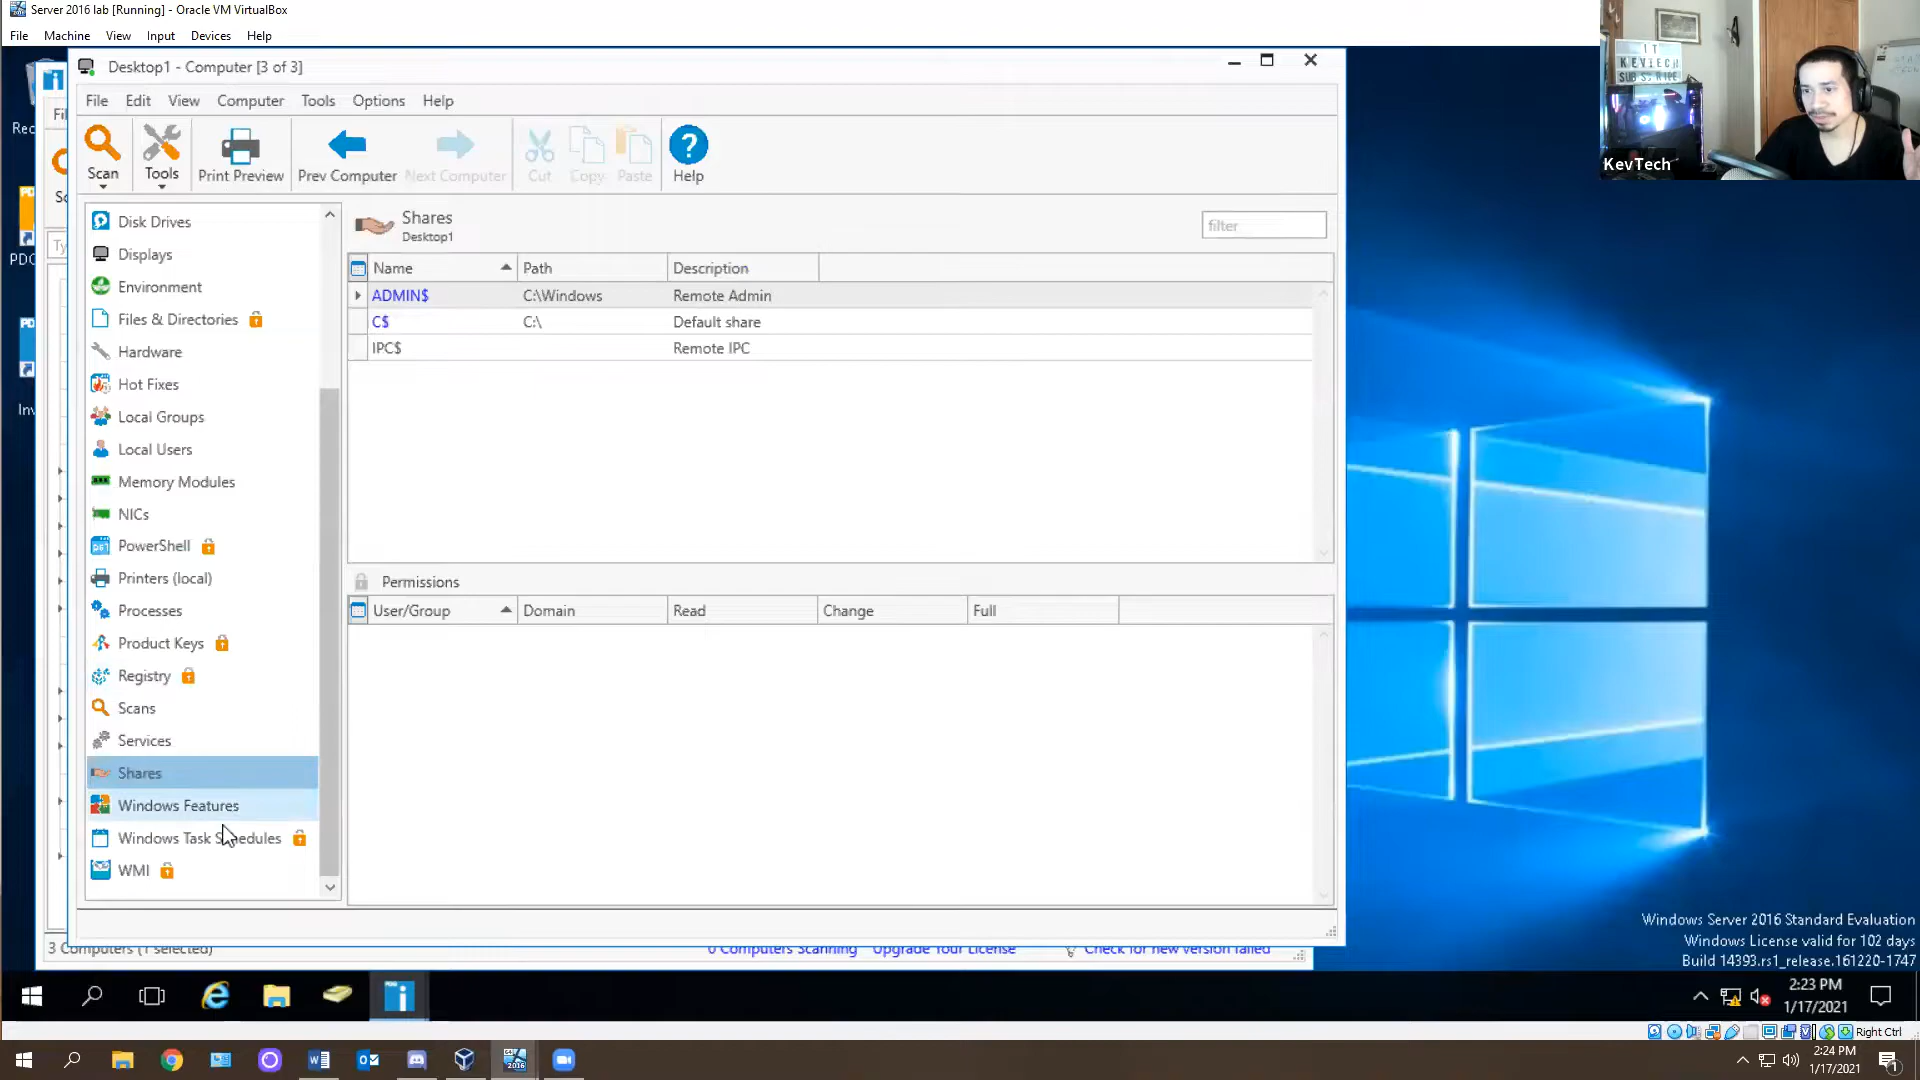 Server 2016 lab [Running] - Oracle VM VirtualBox
File Machine View Input Devices Help
IT
KEVTECH
SUBSCRIBE
KevTech
Desktop1 - Computer [3 of 3]
File Edit View Computer Tools Options Help
Scan Tools Print Preview Prev Computer Next Computer Cut Copy Paste Help
Disk Drives
Displays
Environment
Files & Directories
Hardware
Hot Fixes
Local Groups
Local Users
Memory Modules
NICs
PowerShell
Printers (local)
Processes
Product Keys
Registry
Scans
Services
Shares
Windows Features
Windows Task Schedules
WMI
Shares
Desktop1
filter
Name Path Description
ADMIN$ C:\Windows Remote Admin
C$ C:\ Default share
IPC$ Remote IPC
Permissions
User/Group Domain Read Change Full
3 Computers (1 selected) 0 Computers Scanning Upgrade Your License Check for new version failed
Windows Server 2016 Standard Evaluation
Windows License valid for 102 days
Build 14393.rs1_release.161220-1747
2:23 PM
1/17/2021
Right Ctrl
2:24 PM
1/17/2021